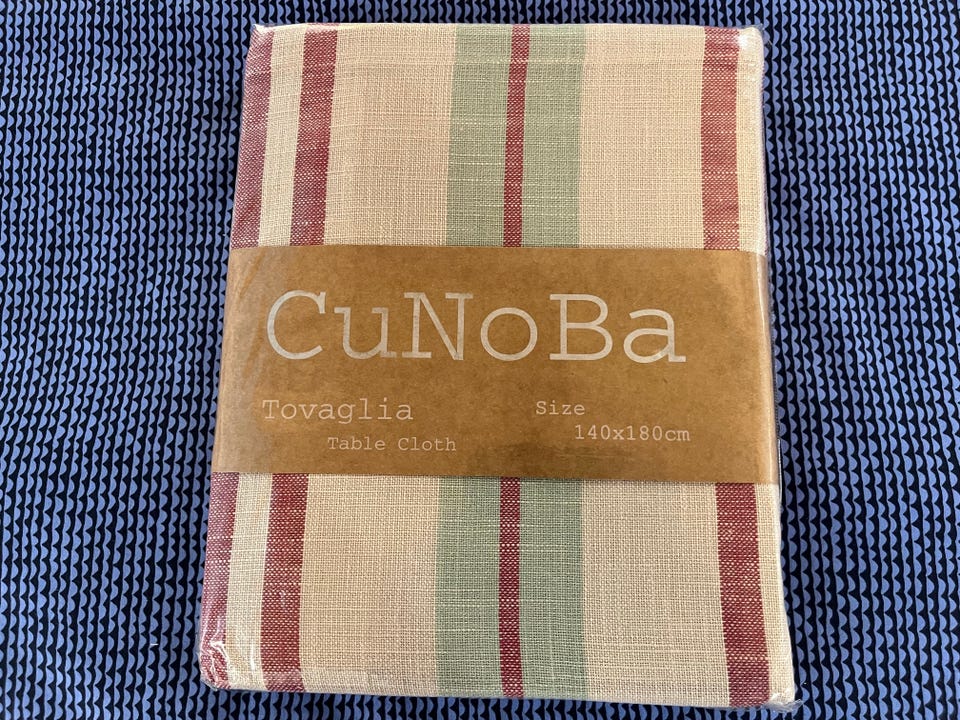 CuNoBa
Tovaglia
Table Cloth
Size
140x180cm